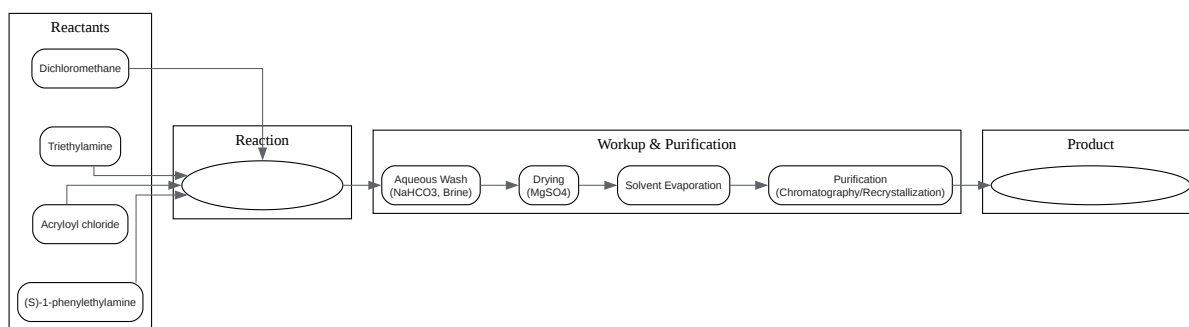 Reactants
Dichloromethane
Triethylamine
Acryloyl chloride
(S)-1-phenylethylamine
Reaction
Workup & Purification
Aqueous Wash
(NaHCO3, Brine)
Drying
(MgSO4)
Solvent Evaporation
Purification
(Chromatography/Recrystallization)
Product